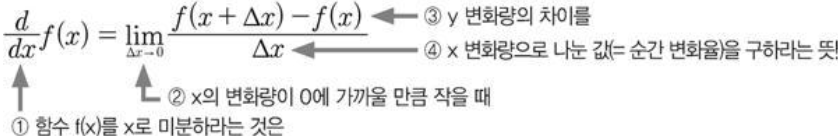 d/dx f(x) = lim Δx→0 f(x + Δx) − f(x) / Δx
③ y 변화량의 차이를
④ x 변화량으로 나눈 값(= 순간 변화율)을 구하라는 뜻!
② x의 변화량이 0에 가까울 만큼 작을 때
① 함수 f(x)를 x로 미분하라는 것은